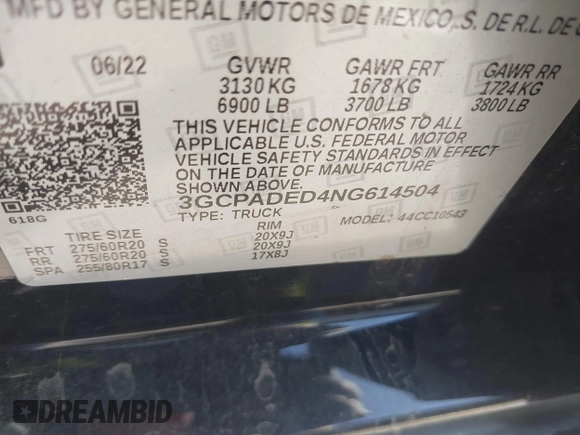 MFD BY GENERAL MOTORS DE MEXICO, S. DE R.L. DE
06/22 GVWR GAWR FRT GAWR RR
3130 KG 1678 KG 1724 KG
6900 LB 3700 LB 3800 LB
THIS VEHICLE CONFORMS TO ALL
APPLICABLE U.S. FEDERAL MOTOR
VEHICLE SAFETY STANDARDS IN EFFECT
ON THE DATE OF MANUFACTURE
SHOWN ABOVE.
3GCPADED4NG614504
618G TYPE: TRUCK MODEL: 44CC10543
TIRE SIZE RIM
FRT 275/60R20 S 20X9J
RR 275/60R20 S 20X9J
SPA 255/80R17 S 17X8J
GM
DREAMBID